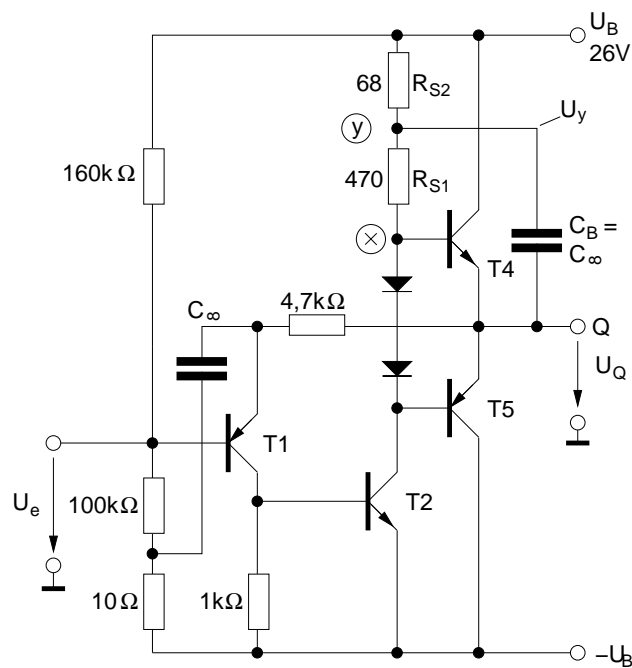 U_B
26V
68 R_S2
y
U_y
160kΩ
470 R_S1
×
C_B =
C_∞
T4
4,7kΩ
C_∞
Q
U_Q
T5
T1
T2
U_e
100kΩ
10Ω
1kΩ
-U_B